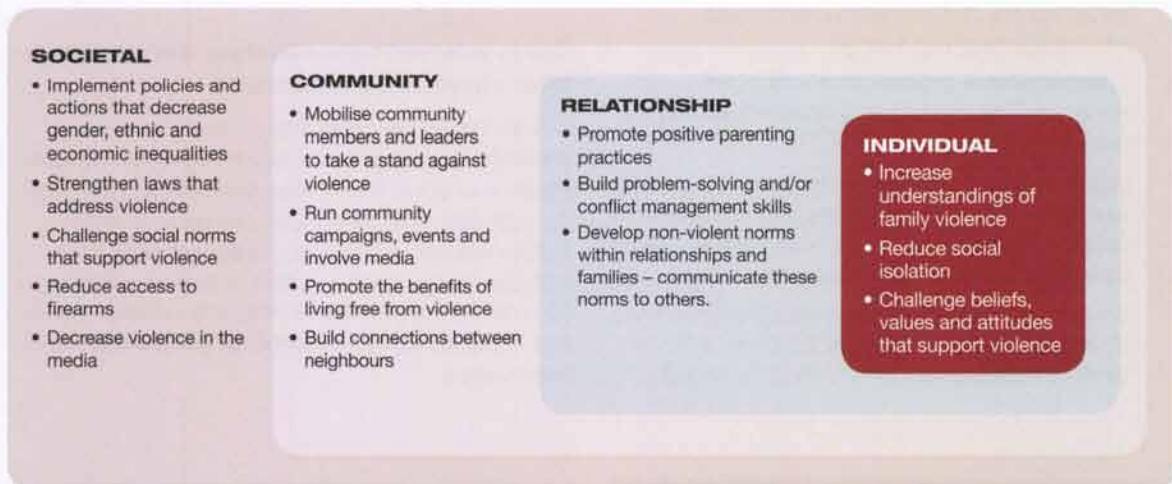 SOCIETAL
• Implement policies and
actions that decrease
gender, ethnic and
economic inequalities
• Strengthen laws that
address violence
• Challenge social norms
that support violence
• Reduce access to
firearms
• Decrease violence in the
media
COMMUNITY
• Mobilise community
members and leaders
to take a stand against
violence
• Run community
campaigns, events and
involve media
• Promote the benefits of
living free from violence
• Build connections between
neighbours
RELATIONSHIP
• Promote positive parenting
practices
• Build problem-solving and/or
conflict management skills
• Develop non-violent norms
within relationships and
families – communicate these
norms to others.
INDIVIDUAL
• Increase
understandings of
family violence
• Reduce social
isolation
• Challenge beliefs,
values and attitudes
that support violence